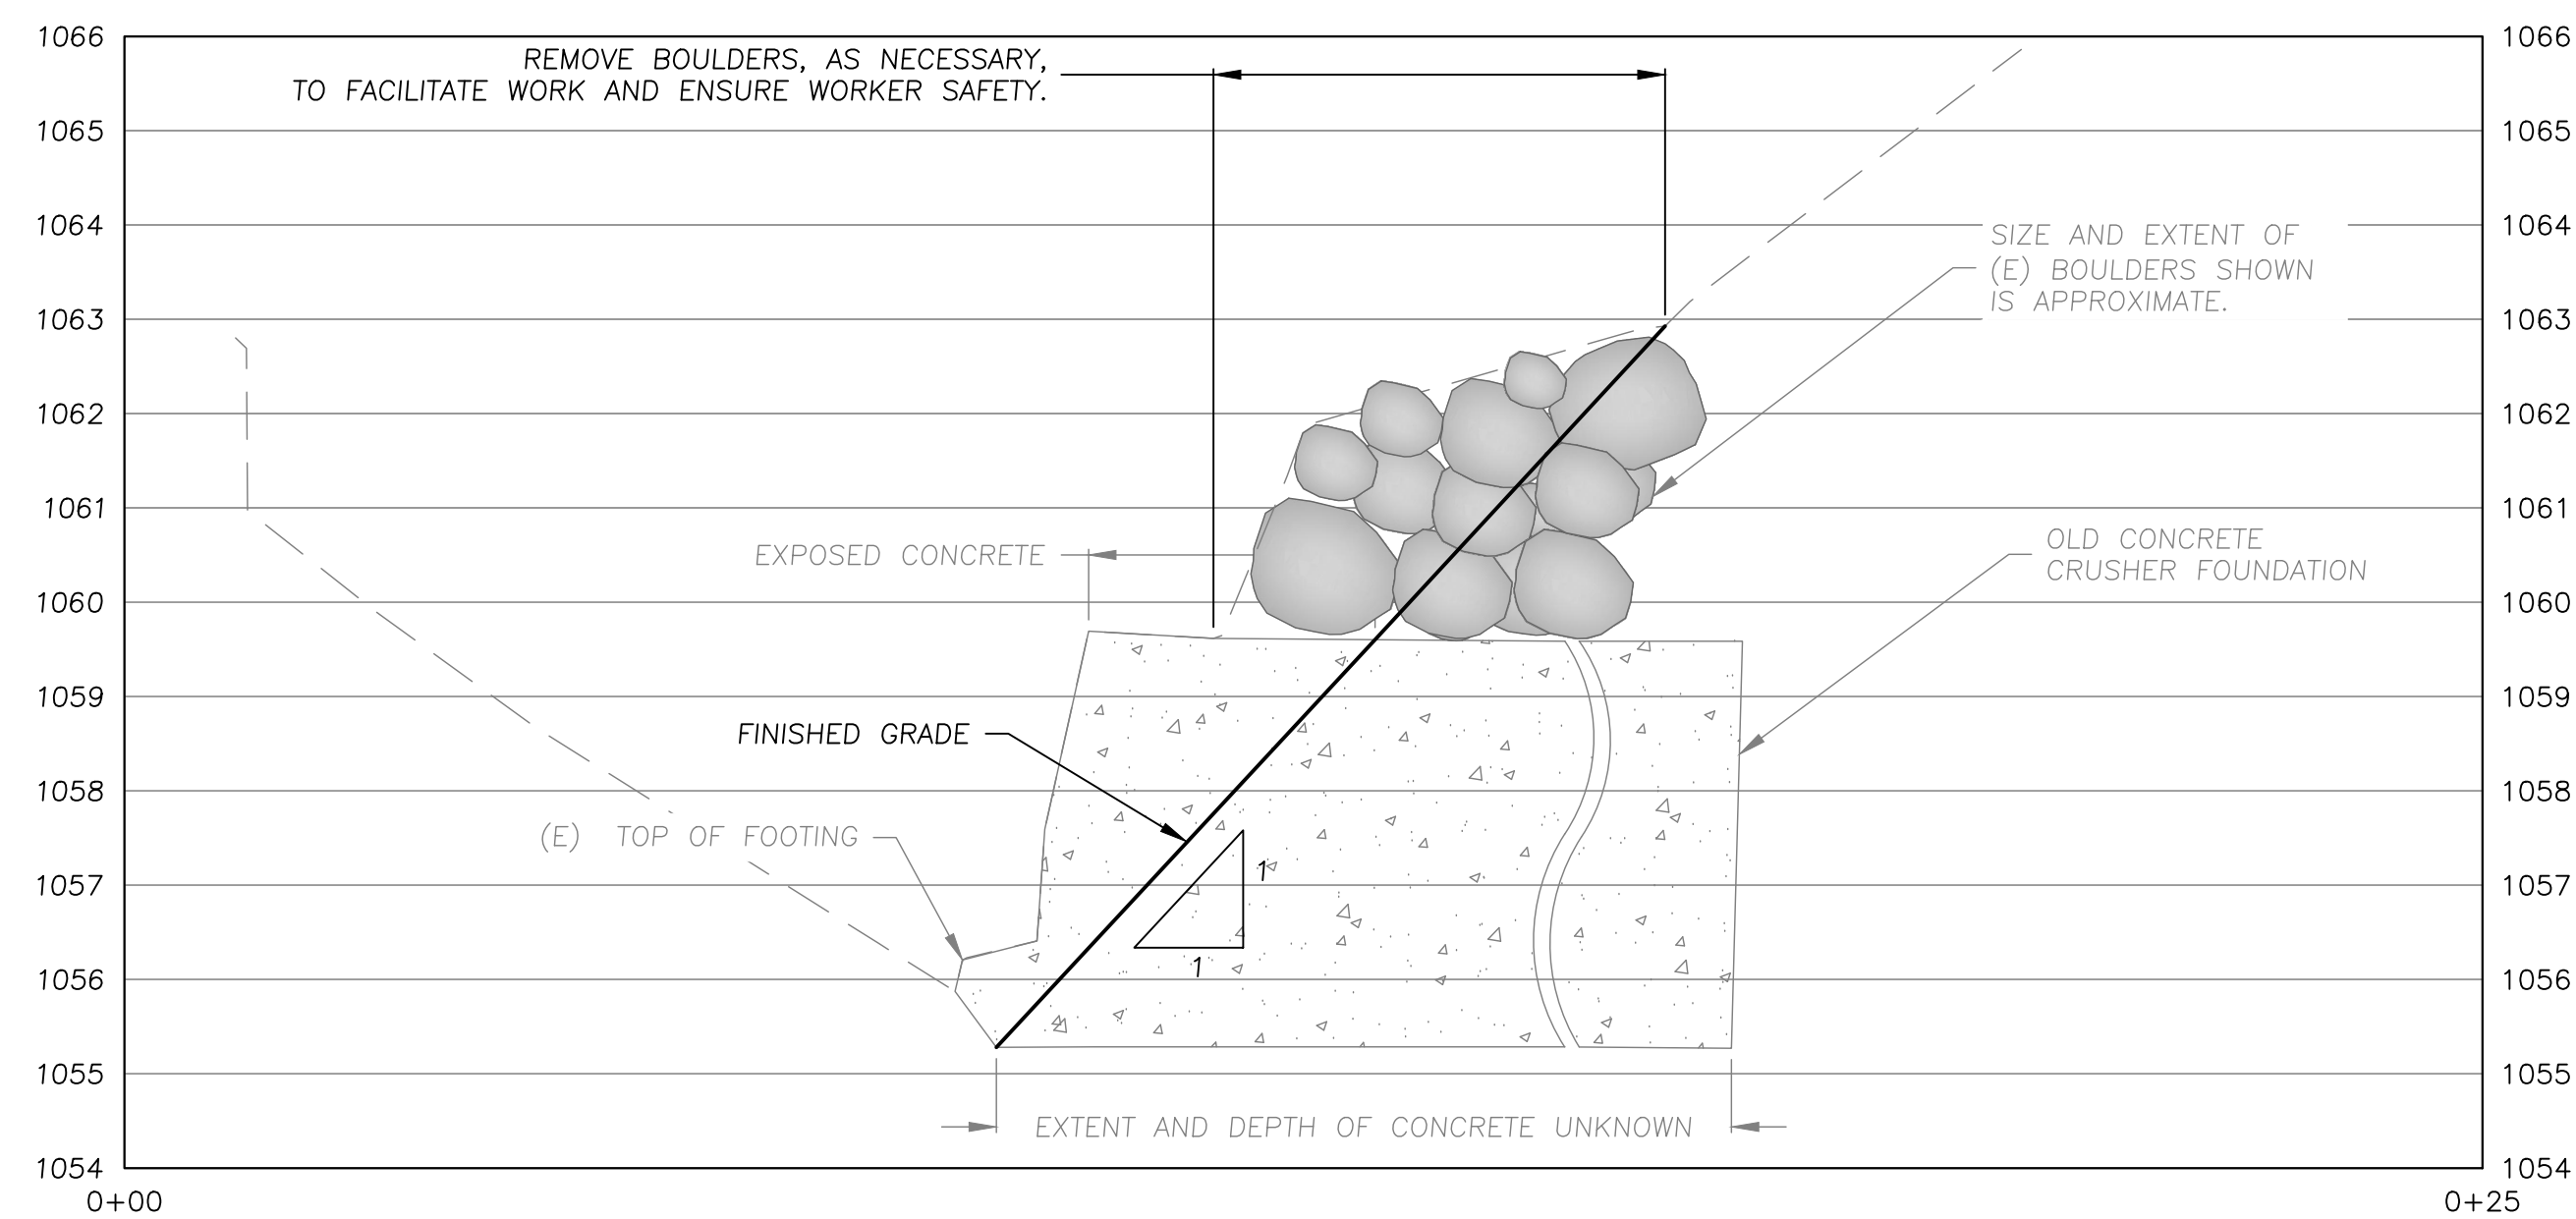 1066
REMOVE BOULDERS, AS NECESSARY,
TO FACILITATE WORK AND ENSURE WORKER SAFETY.
1066
1065
1065
1064
SIZE AND EXTENT OF
(E) BOULDERS SHOWN
IS APPROXIMATE.
1064
1063
1063
1062
1062
1061
1061
EXPOSED CONCRETE
OLD CONCRETE
CRUSHER FOUNDATION
1060
1060
1059
1059
FINISHED GRADE
1058
1058
(E) TOP OF FOOTING
1057
1
1057
1
1056
1056
1055
1055
EXTENT AND DEPTH OF CONCRETE UNKNOWN
1054
1054
0+00
0+25